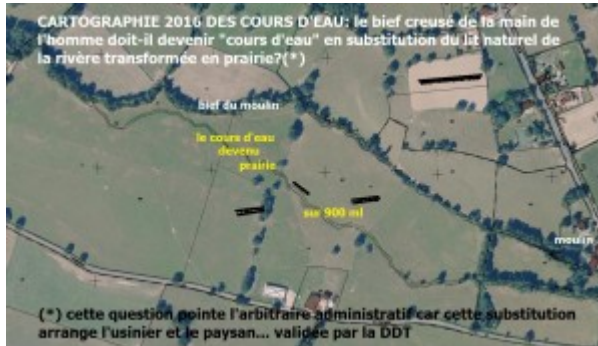 CARTOGRAPHIE 2016 DES COURS D'EAU: le bief creusé de la main de
l'homme doit-il devenir "cours d'eau" en substitution du lit naturel de
la rivère transformée en prairie?(*)
bief du moulin
le cours d'eau
devenu
prairie
sur 900 ml
moulin
(*) cette question pointe l'arbitraire administratif car cette substitution
arrange l'usinier et le paysan... validée par la DDT